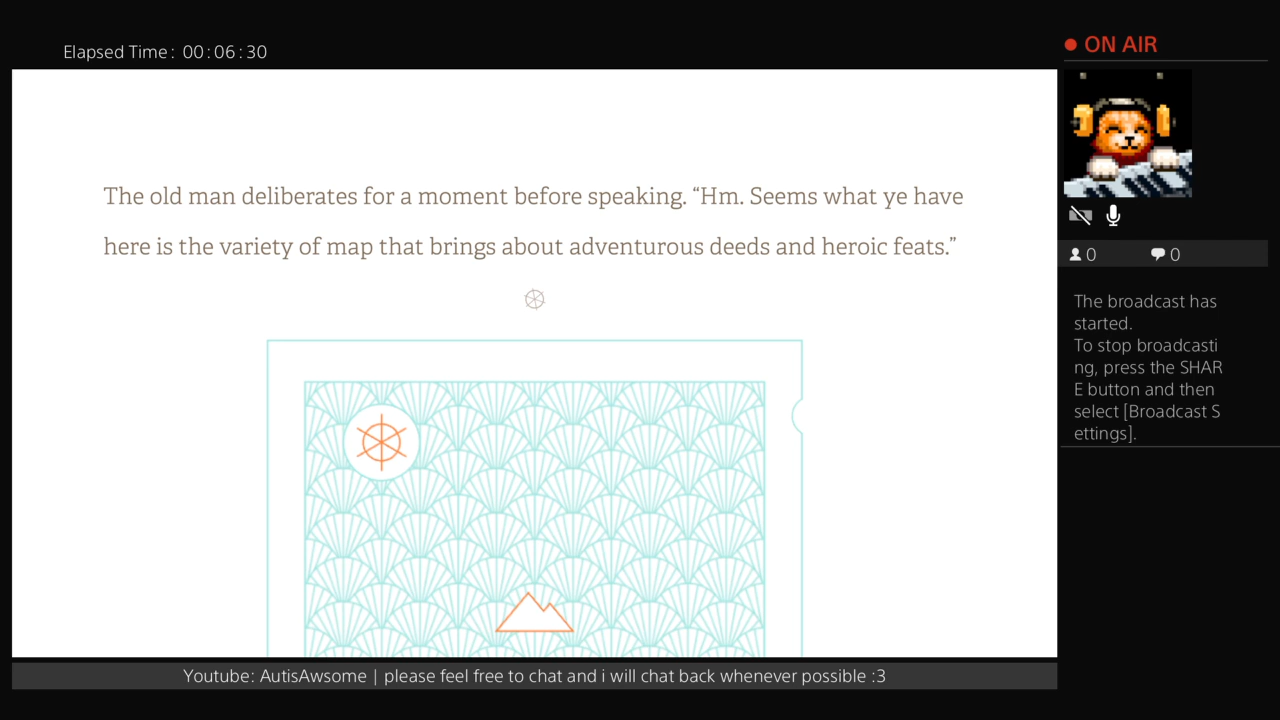 Elapsed Time: 00:06:30
ON AIR
The old man deliberates for a moment before speaking. “Hm. Seems what ye have
here is the variety of map that brings about adventurous deeds and heroic feats.”
0
0
The broadcast has
started.
To stop broadcasti
ng, press the SHAR
E button and then
select [Broadcast S
ettings].
Youtube: AutisAwsome | please feel free to chat and i will chat back whenever possible :3